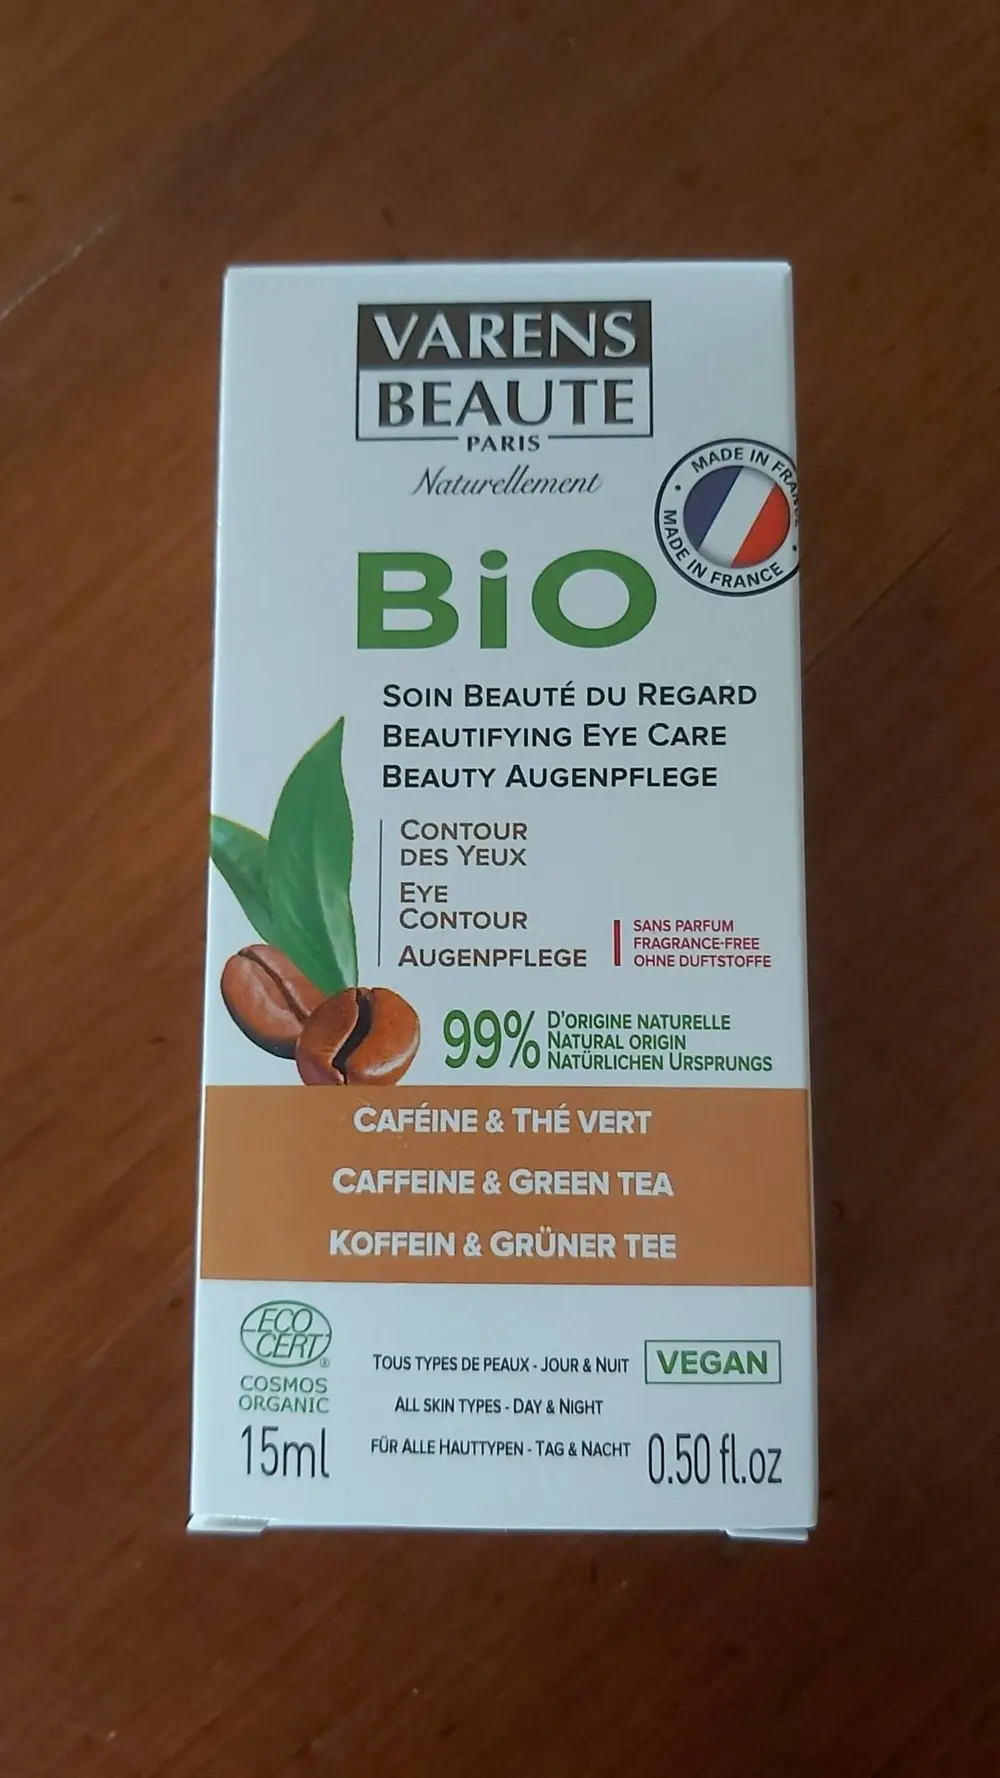 VARENS
BEAUTE
PARIS
Naturellement
MADE IN FRANCE
MADE IN FRANCE
BiO
SOIN BEAUTÉ DU REGARD
BEAUTIFYING EYE CARE
BEAUTY AUGENPFLEGE
CONTOUR
DES YEUX
EYE
CONTOUR
AUGENPFLEGE
SANS PARFUM
FRAGRANCE-FREE
OHNE DUFTSTOFFE
99%
D'ORIGINE NATURELLE
NATURAL ORIGIN
NATÜRLICHEN URSPRUNGS
CAFÉINE & THÉ VERT
CAFFEINE & GREEN TEA
KOFFEIN & GRÜNER TEE
ECO
CERT®
COSMOS
ORGANIC
TOUS TYPES DE PEAUX - JOUR & NUIT
VEGAN
ALL SKIN TYPES - DAY & NIGHT
15ml
FÜR ALLE HAUTTYPEN - TAG & NACHT
0.50 fl.oz